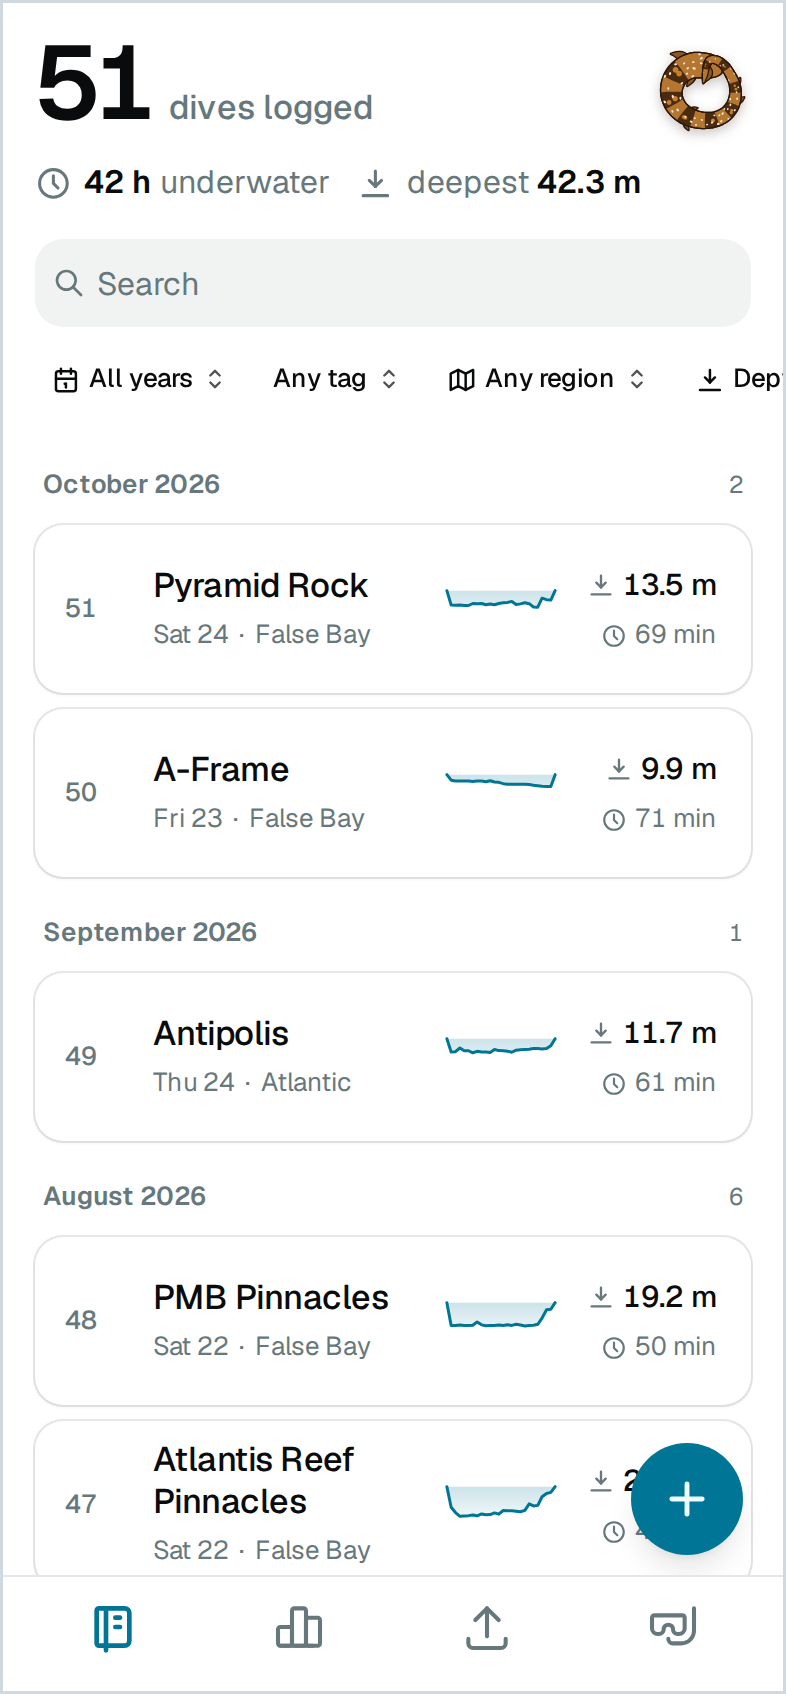 51 dives logged
42 h underwater deepest 42.3 m
Search
All years Any tag Any region
October 2026 2
51 Pyramid Rock 13.5 m
Sat 24 · False Bay 69 min
50 A-Frame 9.9 m
Fri 23 · False Bay 71 min
September 2026 1
49 Antipolis 11.7 m
Thu 24 · Atlantic 61 min
August 2026 6
48 PMB Pinnacles 19.2 m
Sat 22 · False Bay 50 min
47 Atlantis Reef
Pinnacles
Sat 22 · False Bay